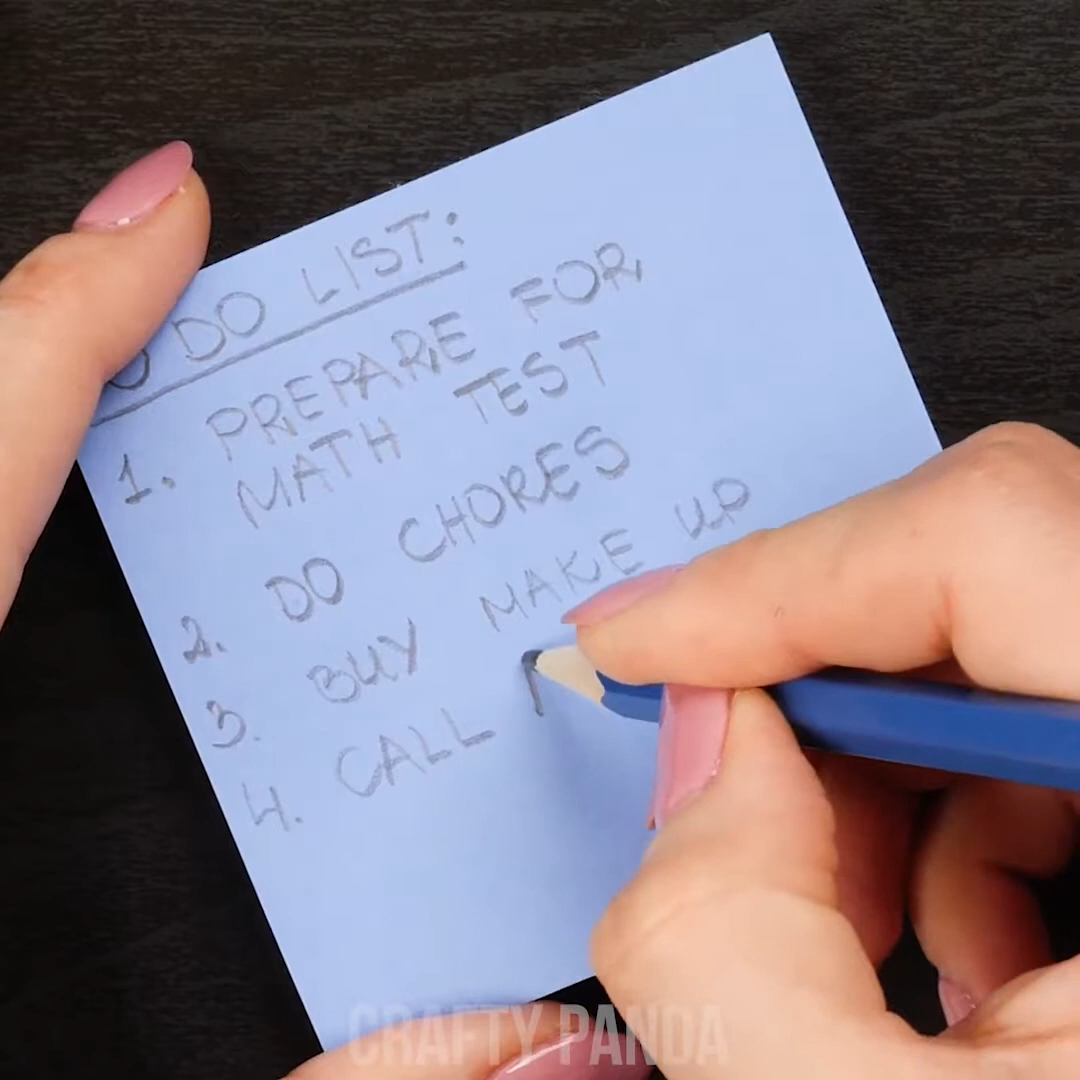 O DO LIST:
1. PREPARE FOR
MATH TEST
2. DO CHORES
3. BUY MAKE UP
4. CALL
CRAFTY PANDA